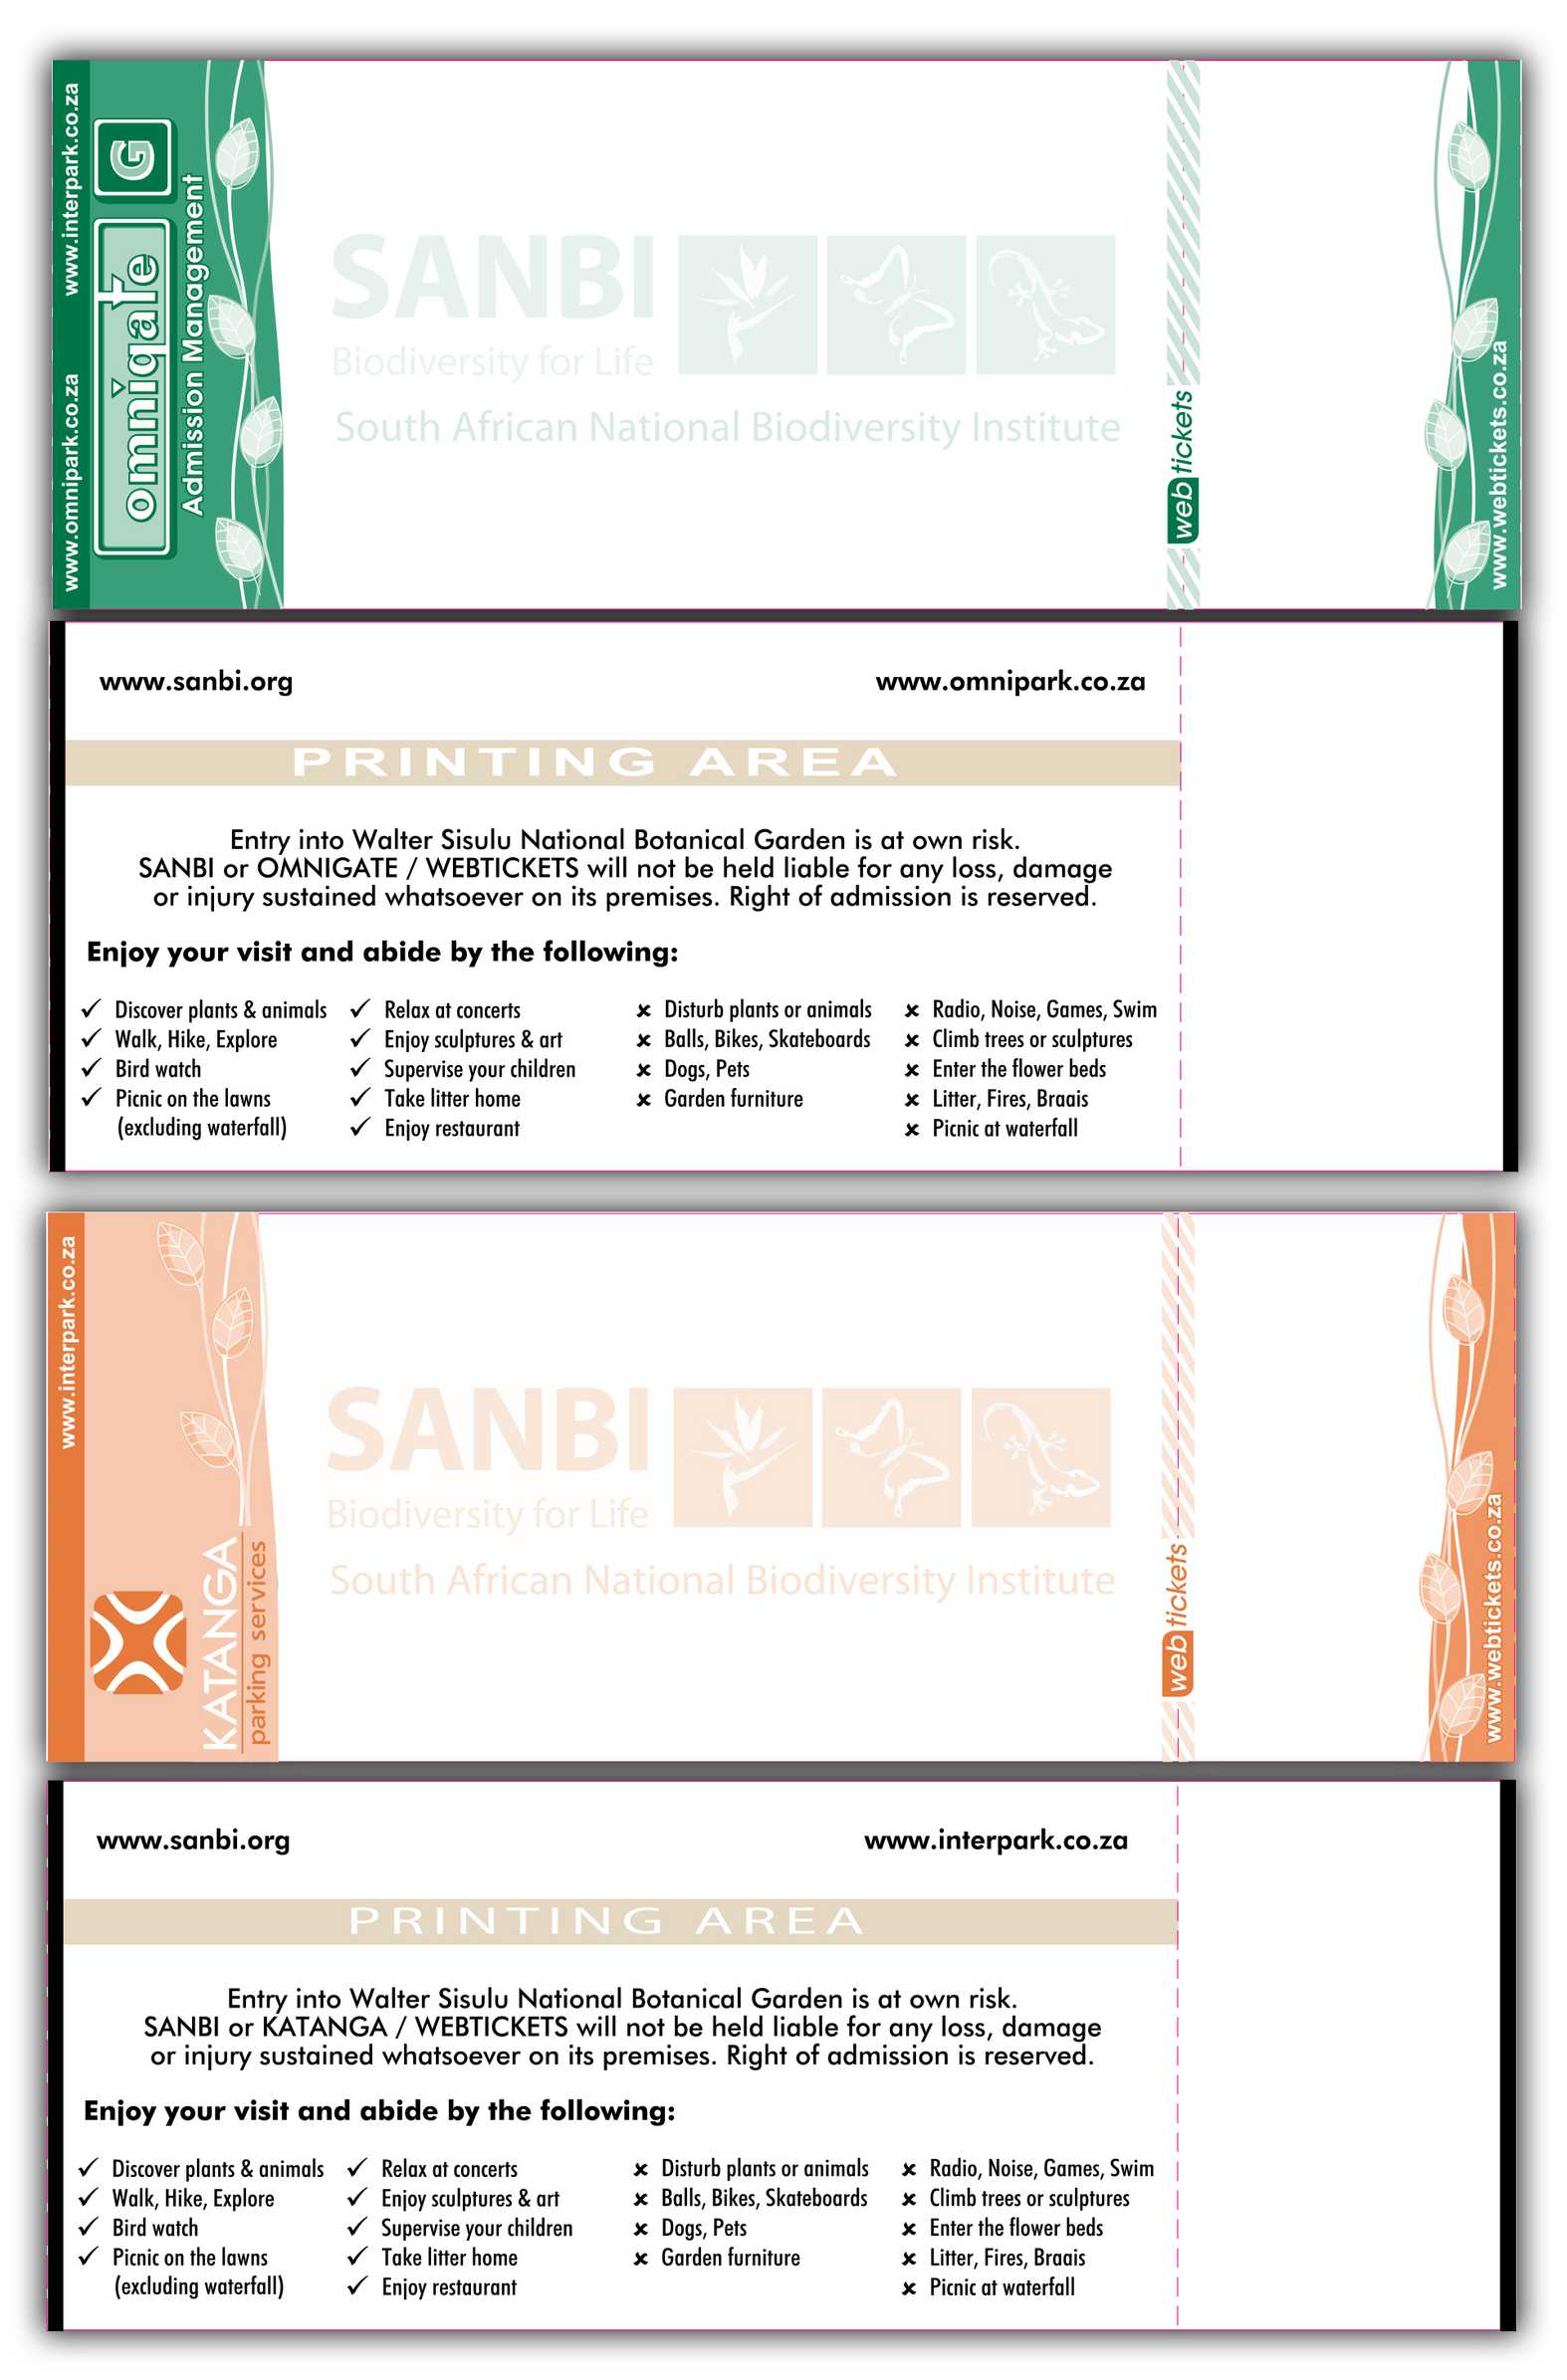 www.omnipark.co.za www.interpark.co.za
omnigate G
Admission Management
SANBI
Biodiversity for Life
South African National Biodiversity Institute
webtickets
www.webtickets.co.za
www.sanbi.org www.omnipark.co.za
PRINTING AREA
Entry into Walter Sisulu National Botanical Garden is at own risk.
SANBI or OMNIGATE / WEBTICKETS will not be held liable for any loss, damage
or injury sustained whatsoever on its premises. Right of admission is reserved.
Enjoy your visit and abide by the following:
✓ Discover plants & animals ✓ Relax at concerts ✗ Disturb plants or animals ✗ Radio, Noise, Games, Swim
✓ Walk, Hike, Explore ✓ Enjoy sculptures & art ✗ Balls, Bikes, Skateboards ✗ Climb trees or sculptures
✓ Bird watch ✓ Supervise your children ✗ Dogs, Pets ✗ Enter the flower beds
✓ Picnic on the lawns ✓ Take litter home ✗ Garden furniture ✗ Litter, Fires, Braais
(excluding waterfall) ✓ Enjoy restaurant ✗ Picnic at waterfall
www.interpark.co.za
KATANGA
parking services
SANBI
Biodiversity for Life
South African National Biodiversity Institute
webtickets
www.webtickets.co.za
www.sanbi.org www.interpark.co.za
PRINTING AREA
Entry into Walter Sisulu National Botanical Garden is at own risk.
SANBI or KATANGA / WEBTICKETS will not be held liable for any loss, damage
or injury sustained whatsoever on its premises. Right of admission is reserved.
Enjoy your visit and abide by the following:
✓ Discover plants & animals ✓ Relax at concerts ✗ Disturb plants or animals ✗ Radio, Noise, Games, Swim
✓ Walk, Hike, Explore ✓ Enjoy sculptures & art ✗ Balls, Bikes, Skateboards ✗ Climb trees or sculptures
✓ Bird watch ✓ Supervise your children ✗ Dogs, Pets ✗ Enter the flower beds
✓ Picnic on the lawns ✓ Take litter home ✗ Garden furniture ✗ Litter, Fires, Braais
(excluding waterfall) ✓ Enjoy restaurant ✗ Picnic at waterfall